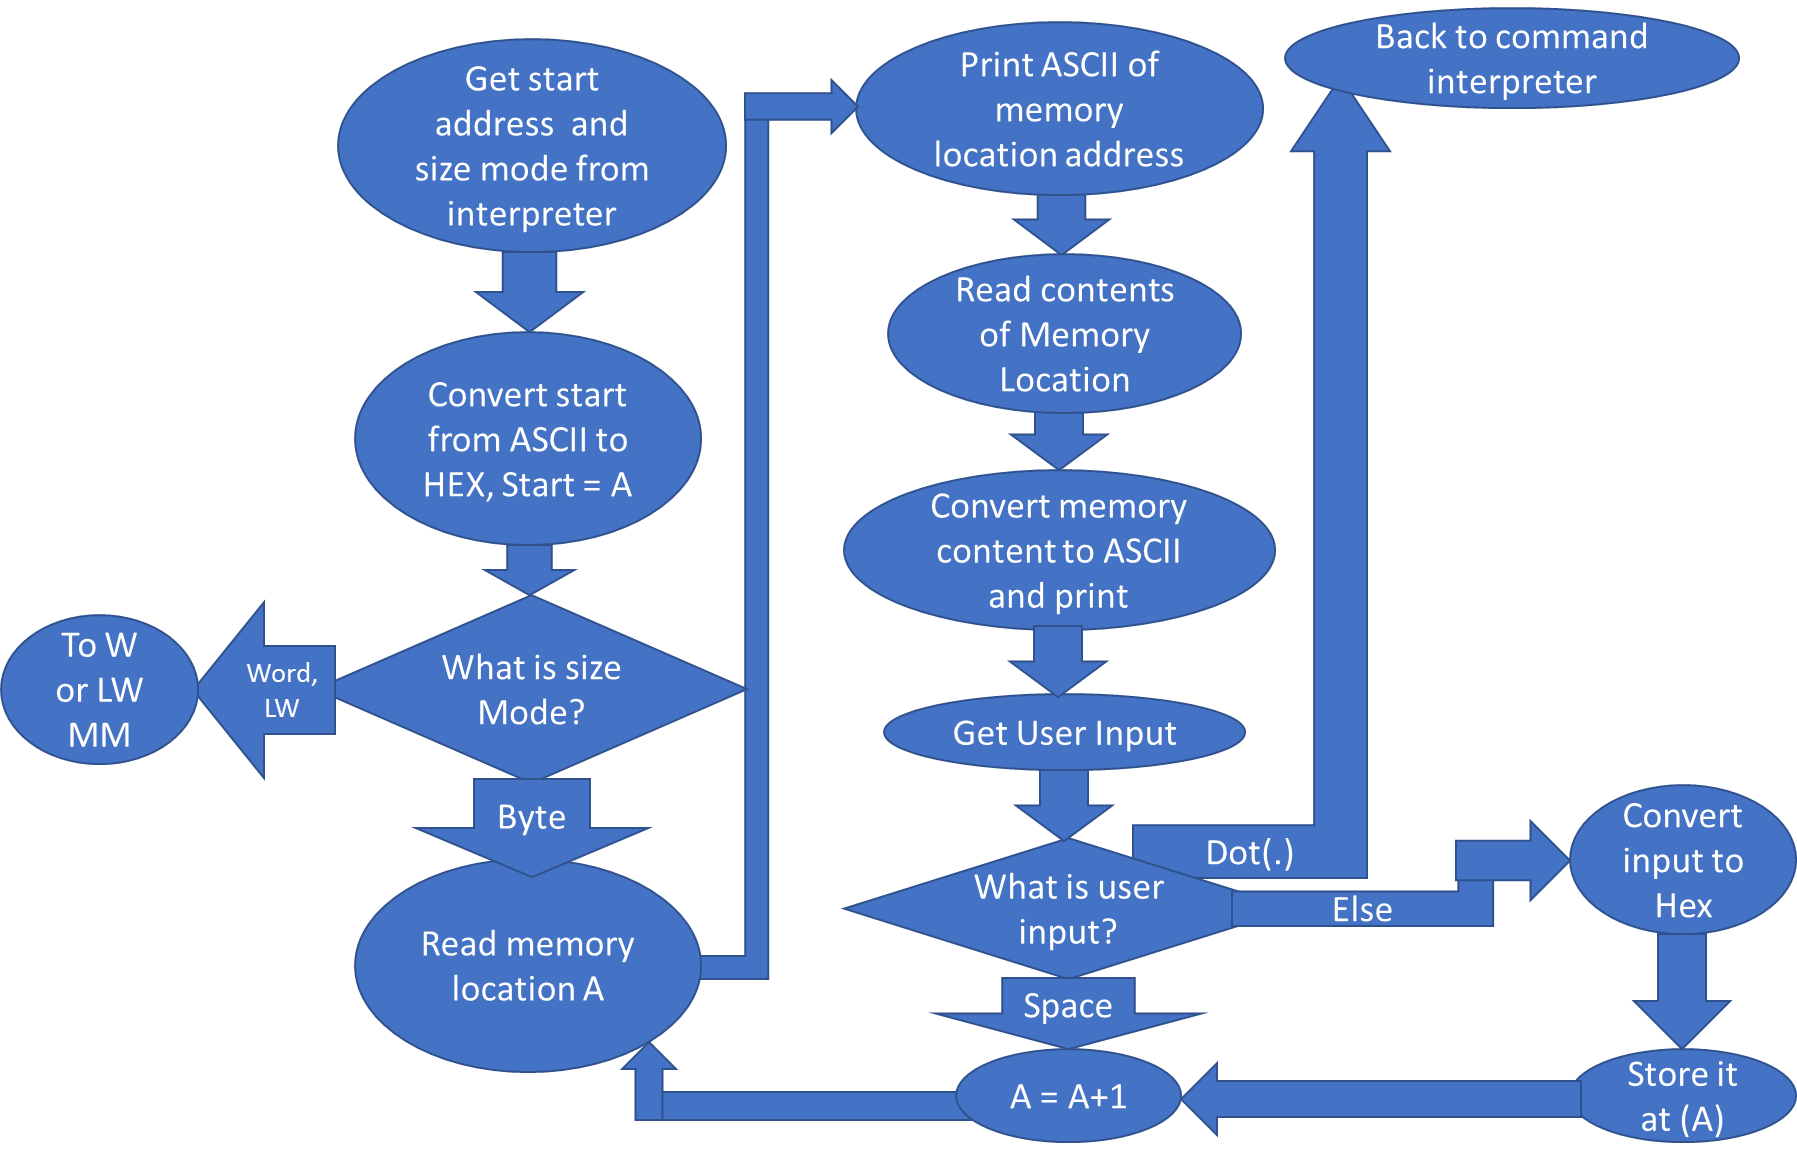 Get start
address and
size mode from
interpreter
Convert start
from ASCII to
HEX, Start = A
What is size
Mode?
Word,
LW
To W
or LW
MM
Byte
Read memory
location A
Print ASCII of
memory
location address
Read contents
of Memory
Location
Convert memory
content to ASCII
and print
Get User Input
What is user
input?
Dot(.)
Back to command
interpreter
Else
Convert
input to
Hex
Store it
at (A)
Space
A = A+1